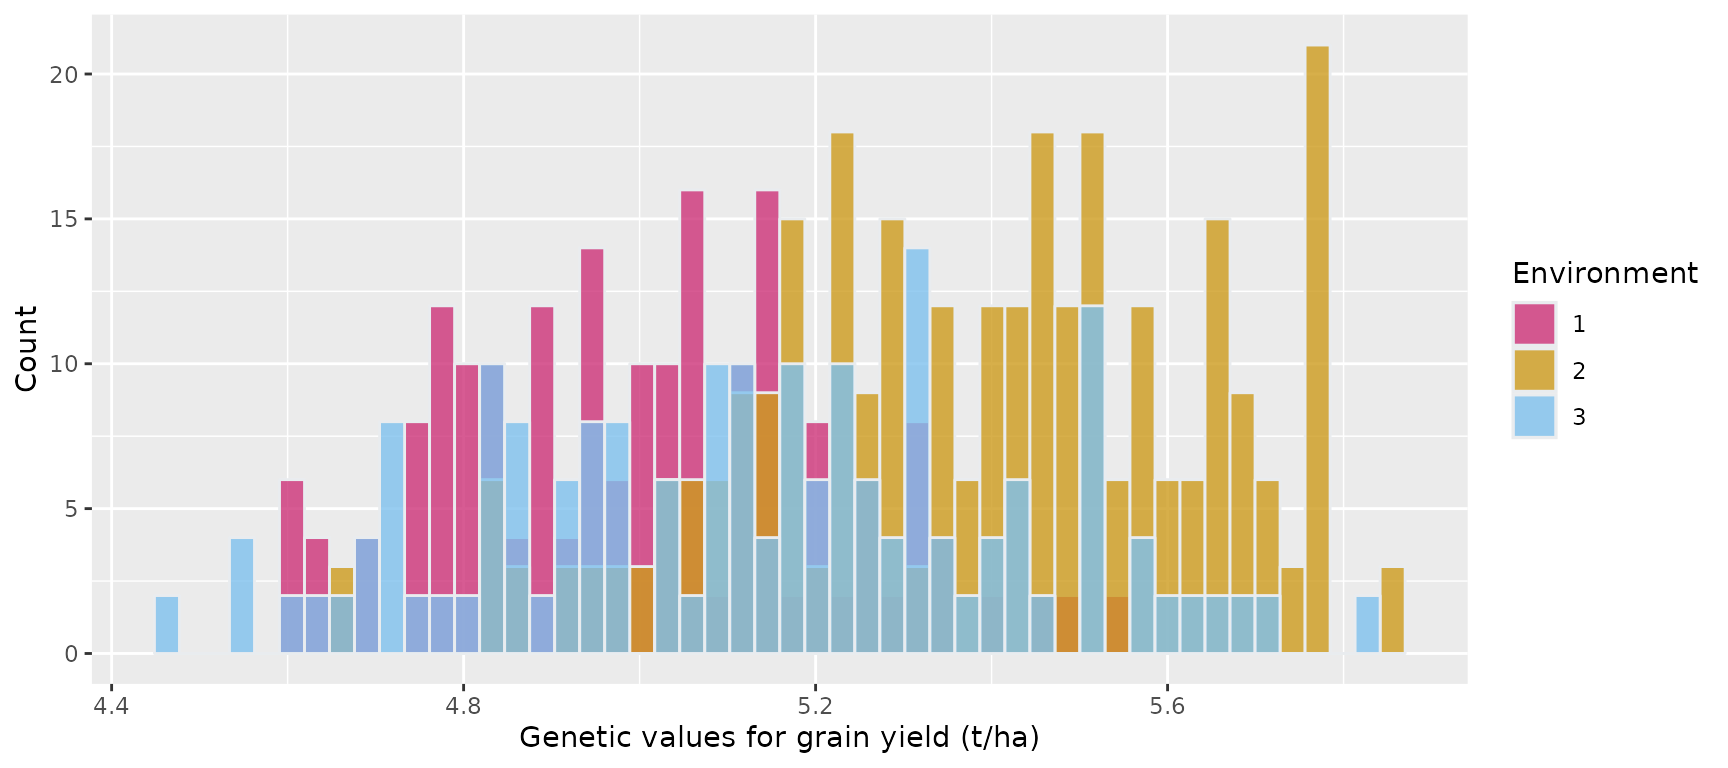 20
15
10
5
0
Count
4.4 4.8 5.2 5.6
Genetic values for grain yield (t/ha)
Environment
1
2
3